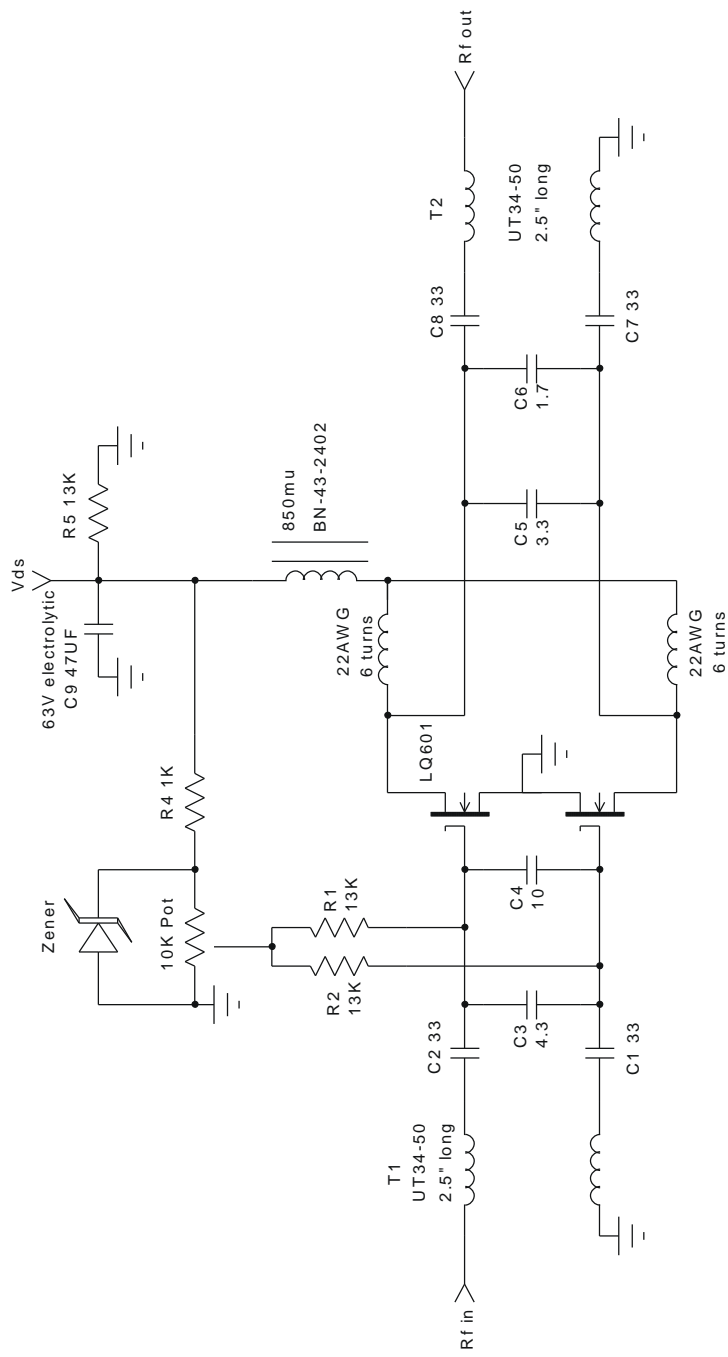 Vds
63V electrolytic
C9 47UF
R5 13K
Zener
R4 1K
10K Pot
850mu
BN-43-2402
R1
13K
R2
13K
22AWG
6 turns
LQ601
C2 33
C3
4.3
C4
10
C1 33
T1
UT34-50
2.5" long
Rf in
C5
3.3
C6
1.7
C8 33
C7 33
T2
UT34-50
2.5" long
Rf out
22AWG
6 turns